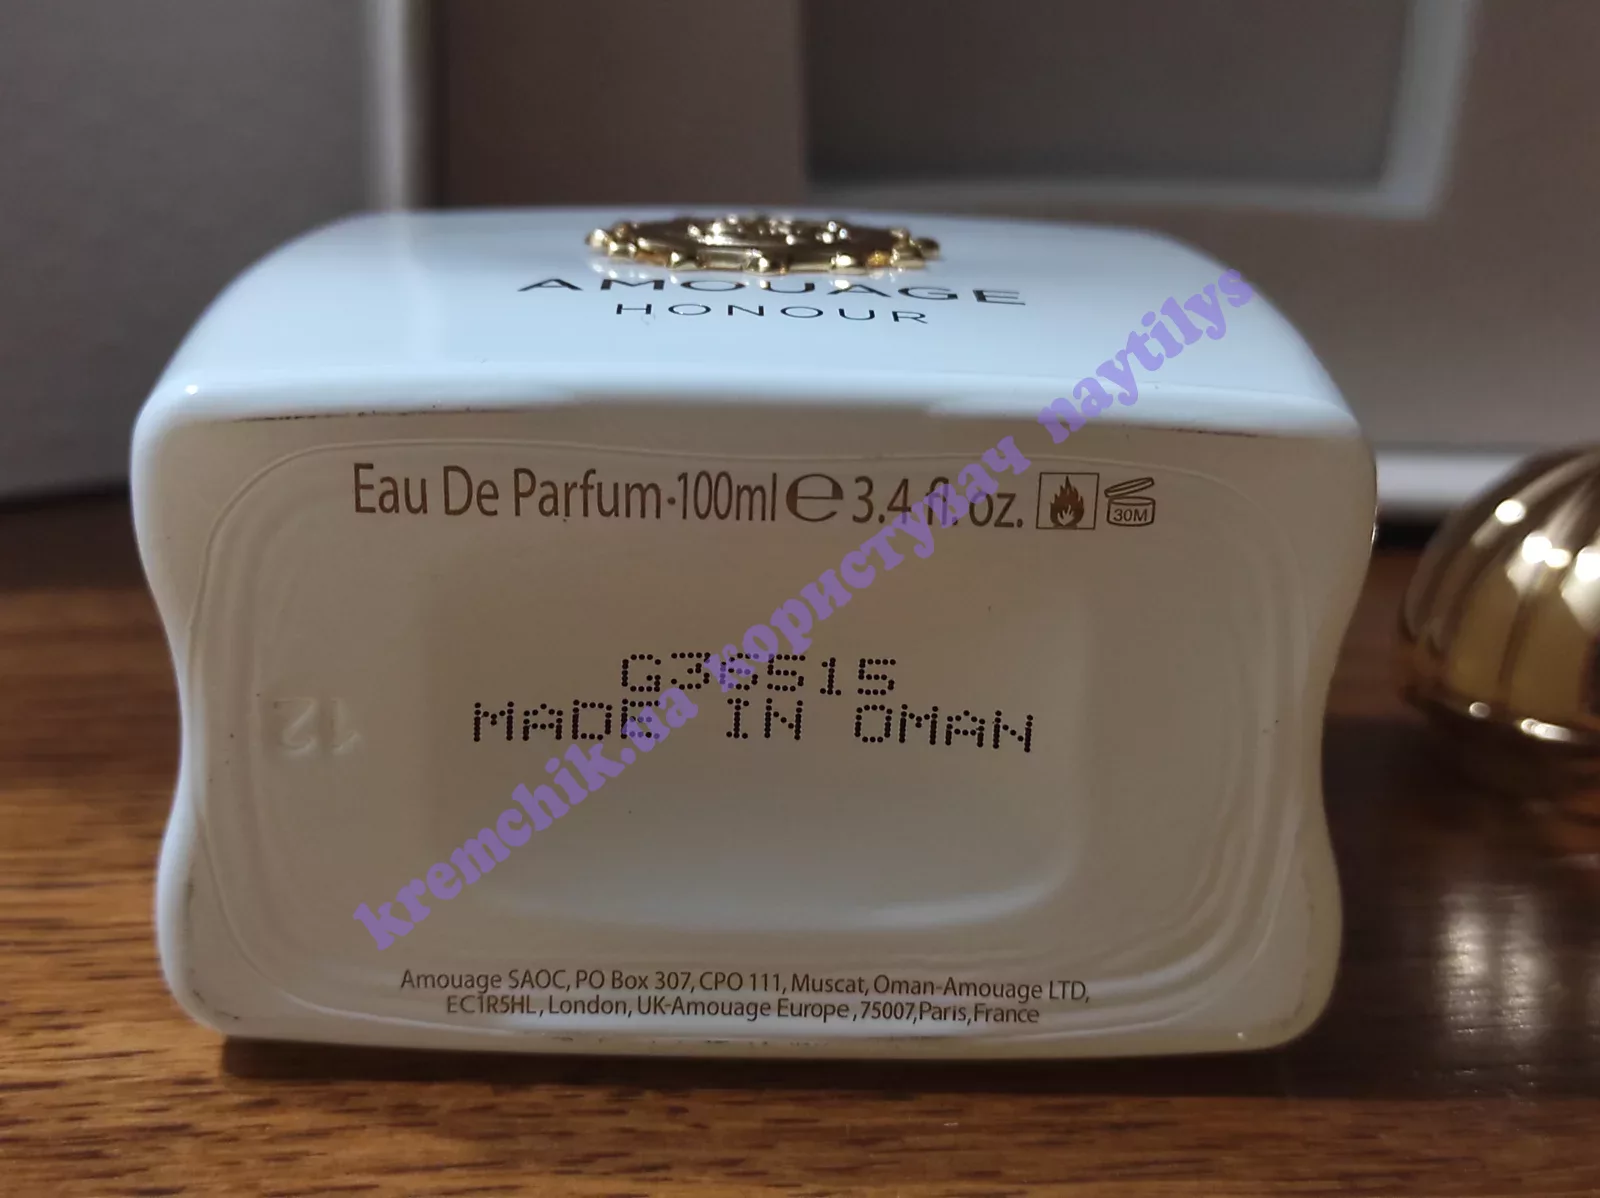 AMOUAGE
HONOUR
Eau De Parfum·100ml℮3.4 fl. oz.
30M
G36515
MADE IN OMAN
12
Amouage SAOC, PO Box 307, CPO 111, Muscat, Oman-Amouage LTD,
EC1R5HL, London, UK-Amouage Europe, 75007, Paris, France
kremchik.ua користувач naytilys